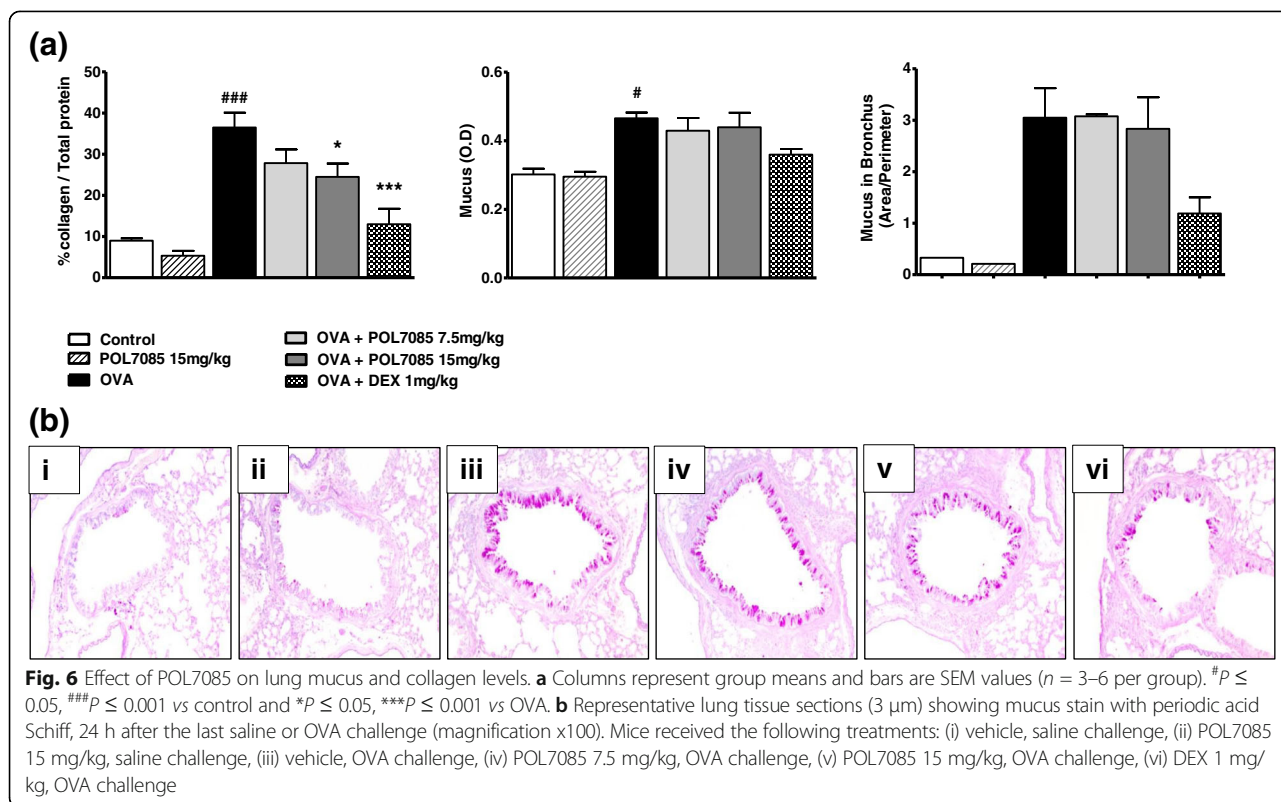 (a)
% collagen / Total protein
50
40
30
20
10
0
###
*
***
Mucus (O.D)
0.6
0.4
0.2
0.0
#
Mucus in Bronchus
(Area/Perimeter)
4
3
2
1
0
Control
POL7085 15mg/kg
OVA
OVA + POL7085 7.5mg/kg
OVA + POL7085 15mg/kg
OVA + DEX 1mg/kg
(b)
i
ii
iii
iv
v
vi
Fig. 6 Effect of POL7085 on lung mucus and collagen levels. a Columns represent group means and bars are SEM values (n = 3–6 per group). #P ≤
0.05, ###P ≤ 0.001 vs control and *P ≤ 0.05, ***P ≤ 0.001 vs OVA. b Representative lung tissue sections (3 μm) showing mucus stain with periodic acid
Schiff, 24 h after the last saline or OVA challenge (magnification x100). Mice received the following treatments: (i) vehicle, saline challenge, (ii) POL7085
15 mg/kg, saline challenge, (iii) vehicle, OVA challenge, (iv) POL7085 7.5 mg/kg, OVA challenge, (v) POL7085 15 mg/kg, OVA challenge, (vi) DEX 1 mg/
kg, OVA challenge